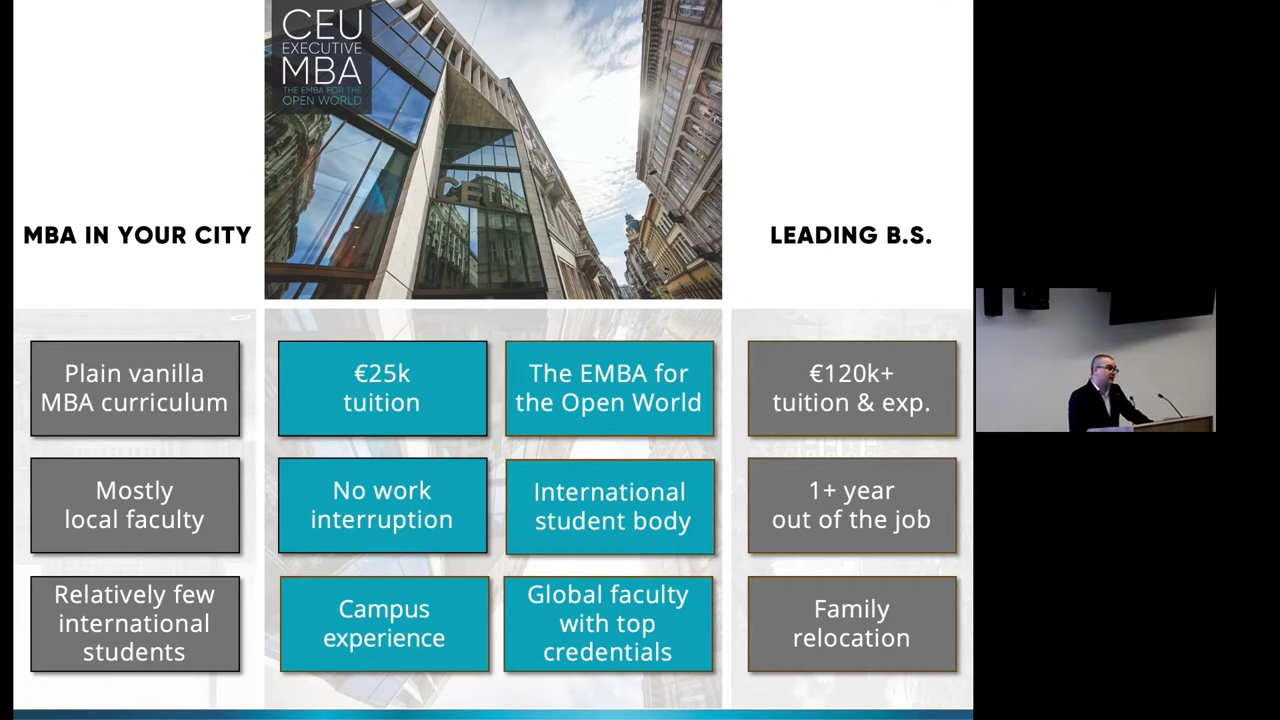 CEU
EXECUTIVE
MBA
THE EMBA FOR THE
OPEN WORLD
CEU
MBA IN YOUR CITY
LEADING B.S.
Plain vanilla
MBA curriculum
€25k
tuition
The EMBA for
the Open World
€120k+
tuition & exp.
Mostly
local faculty
No work
interruption
International
student body
1+ year
out of the job
Relatively few
international
students
Campus
experience
Global faculty
with top
credentials
Family
relocation